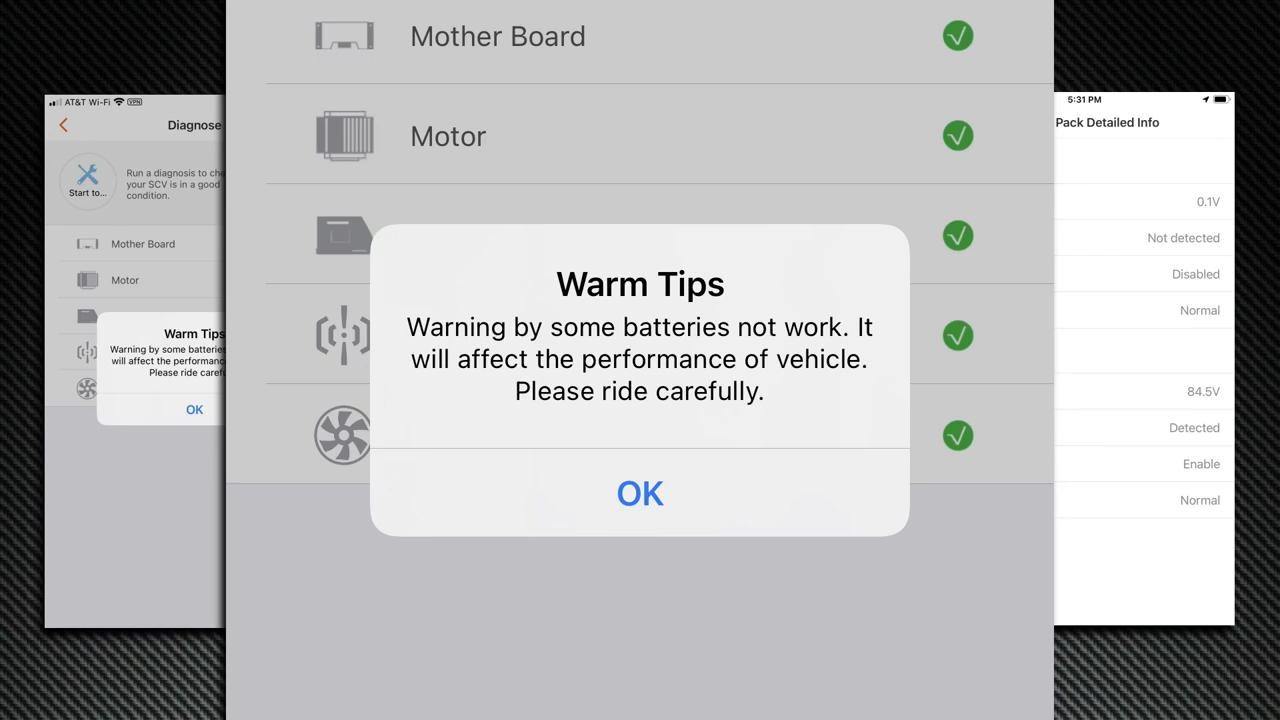 AT&T Wi-Fi VPN
Diagnose
Start to...
Run a diagnosis to che
your SCV is in a good
condition.
Mother Board
Motor
Warm Tips
Warning by some batteries
will affect the performanc
Please ride carefu
OK
Mother Board
Motor
Warm Tips
Warning by some batteries not work. It
will affect the performance of vehicle.
Please ride carefully.
OK
5:31 PM
Pack Detailed Info
0.1V
Not detected
Disabled
Normal
84.5V
Detected
Enable
Normal